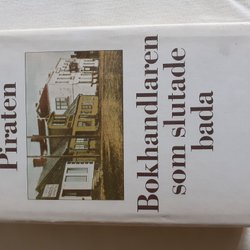 Piraten
Bokhandlaren
som slutade
bada